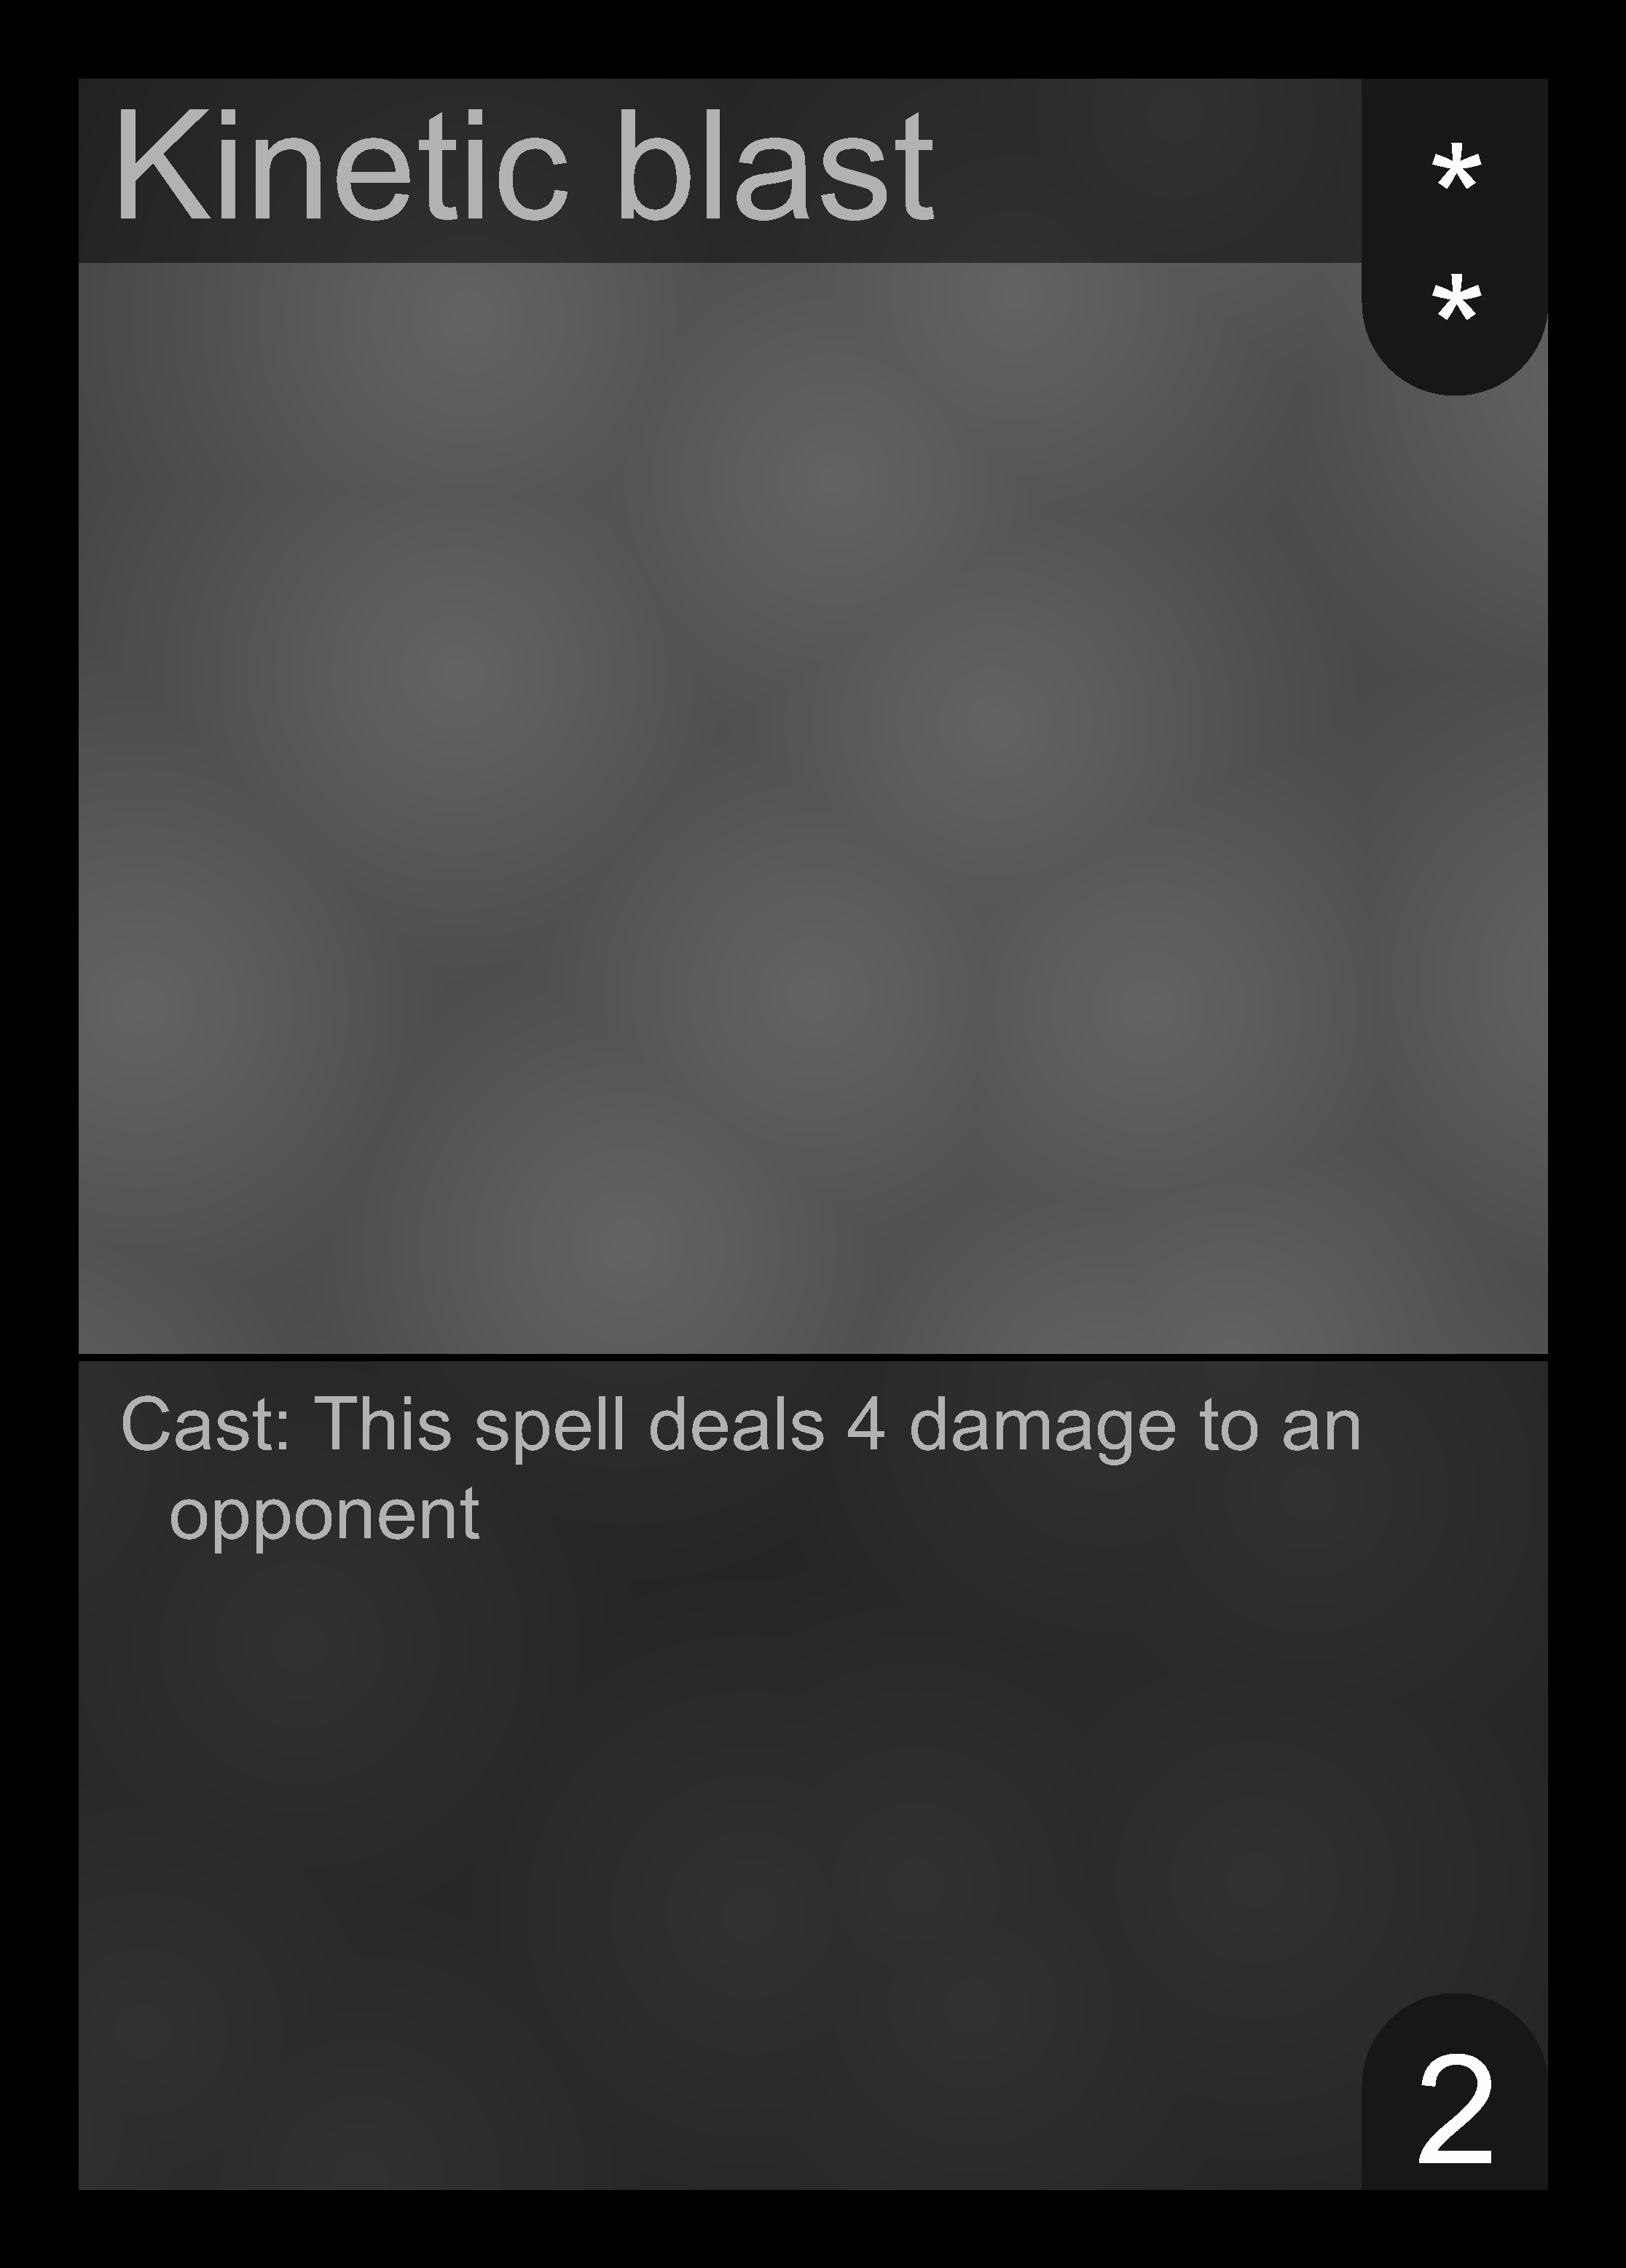 Kinetic blast
*
*
Cast: This spell deals 4 damage to an
opponent
2